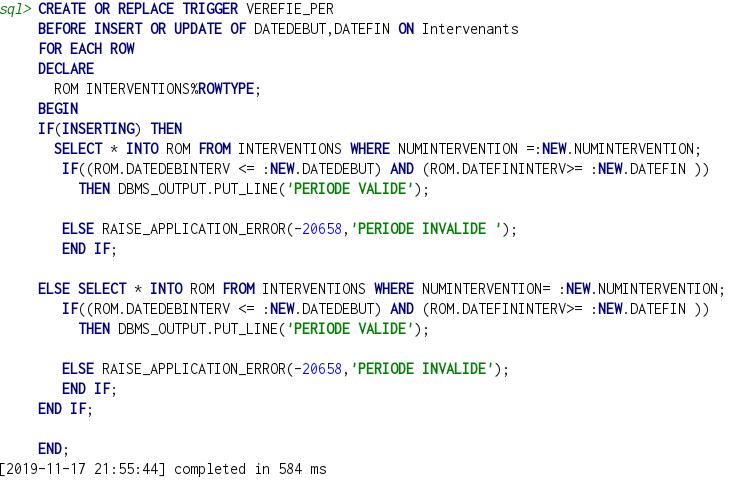 sql> CREATE OR REPLACE TRIGGER VEREFIE_PER
BEFORE INSERT OR UPDATE OF DATEDEBUT,DATEFIN ON Intervenants
FOR EACH ROW
DECLARE
ROM INTERVENTIONS%ROWTYPE;
BEGIN
IF(INSERTING) THEN
SELECT * INTO ROM FROM INTERVENTIONS WHERE NUMINTERVENTION =:NEW.NUMINTERVENTION;
IF((ROM.DATEDEBINTERV <= :NEW.DATEDEBUT) AND (ROM.DATEFININTERV>= :NEW.DATEFIN ))
THEN DBMS_OUTPUT.PUT_LINE('PERIODE VALIDE');
ELSE RAISE_APPLICATION_ERROR(-20658,'PERIODE INVALIDE ');
END IF;
ELSE SELECT * INTO ROM FROM INTERVENTIONS WHERE NUMINTERVENTION= :NEW.NUMINTERVENTION;
IF((ROM.DATEDEBINTERV <= :NEW.DATEDEBUT) AND (ROM.DATEFININTERV>= :NEW.DATEFIN ))
THEN DBMS_OUTPUT.PUT_LINE('PERIODE VALIDE');
ELSE RAISE_APPLICATION_ERROR(-20658,'PERIODE INVALIDE');
END IF;
END IF;
END;
[2019-11-17 21:55:44] completed in 584 ms